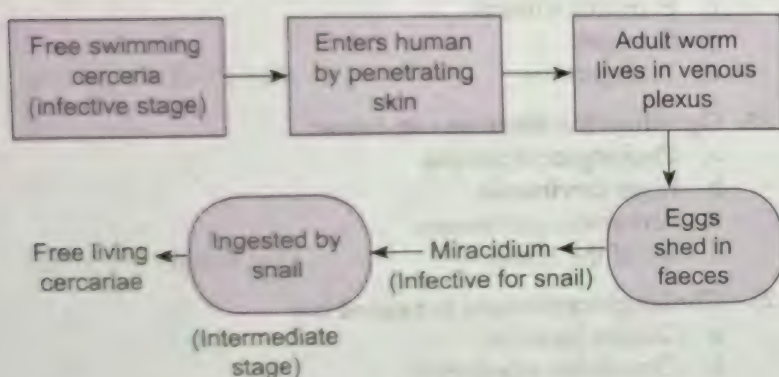 Free swimming
cerceria
(infective stage)
Enters human
by penetrating
skin
Adult worm
lives in venous
plexus
Eggs
shed in
faeces
Miracidium
(Infective for snail)
Ingested by
snail
(Intermediate
stage)
Free living
cercariae